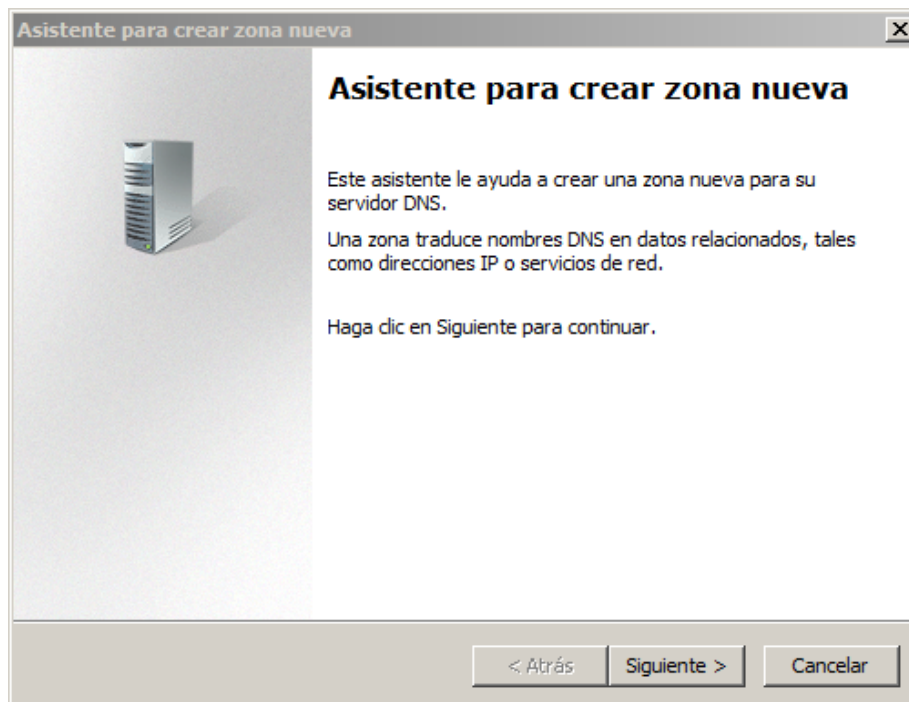 Asistente para crear zona nueva
Asistente para crear zona nueva
Este asistente le ayuda a crear una zona nueva para su
servidor DNS.
Una zona traduce nombres DNS en datos relacionados, tales
como direcciones IP o servicios de red.
Haga clic en Siguiente para continuar.
< Atrás
Siguiente >
Cancelar